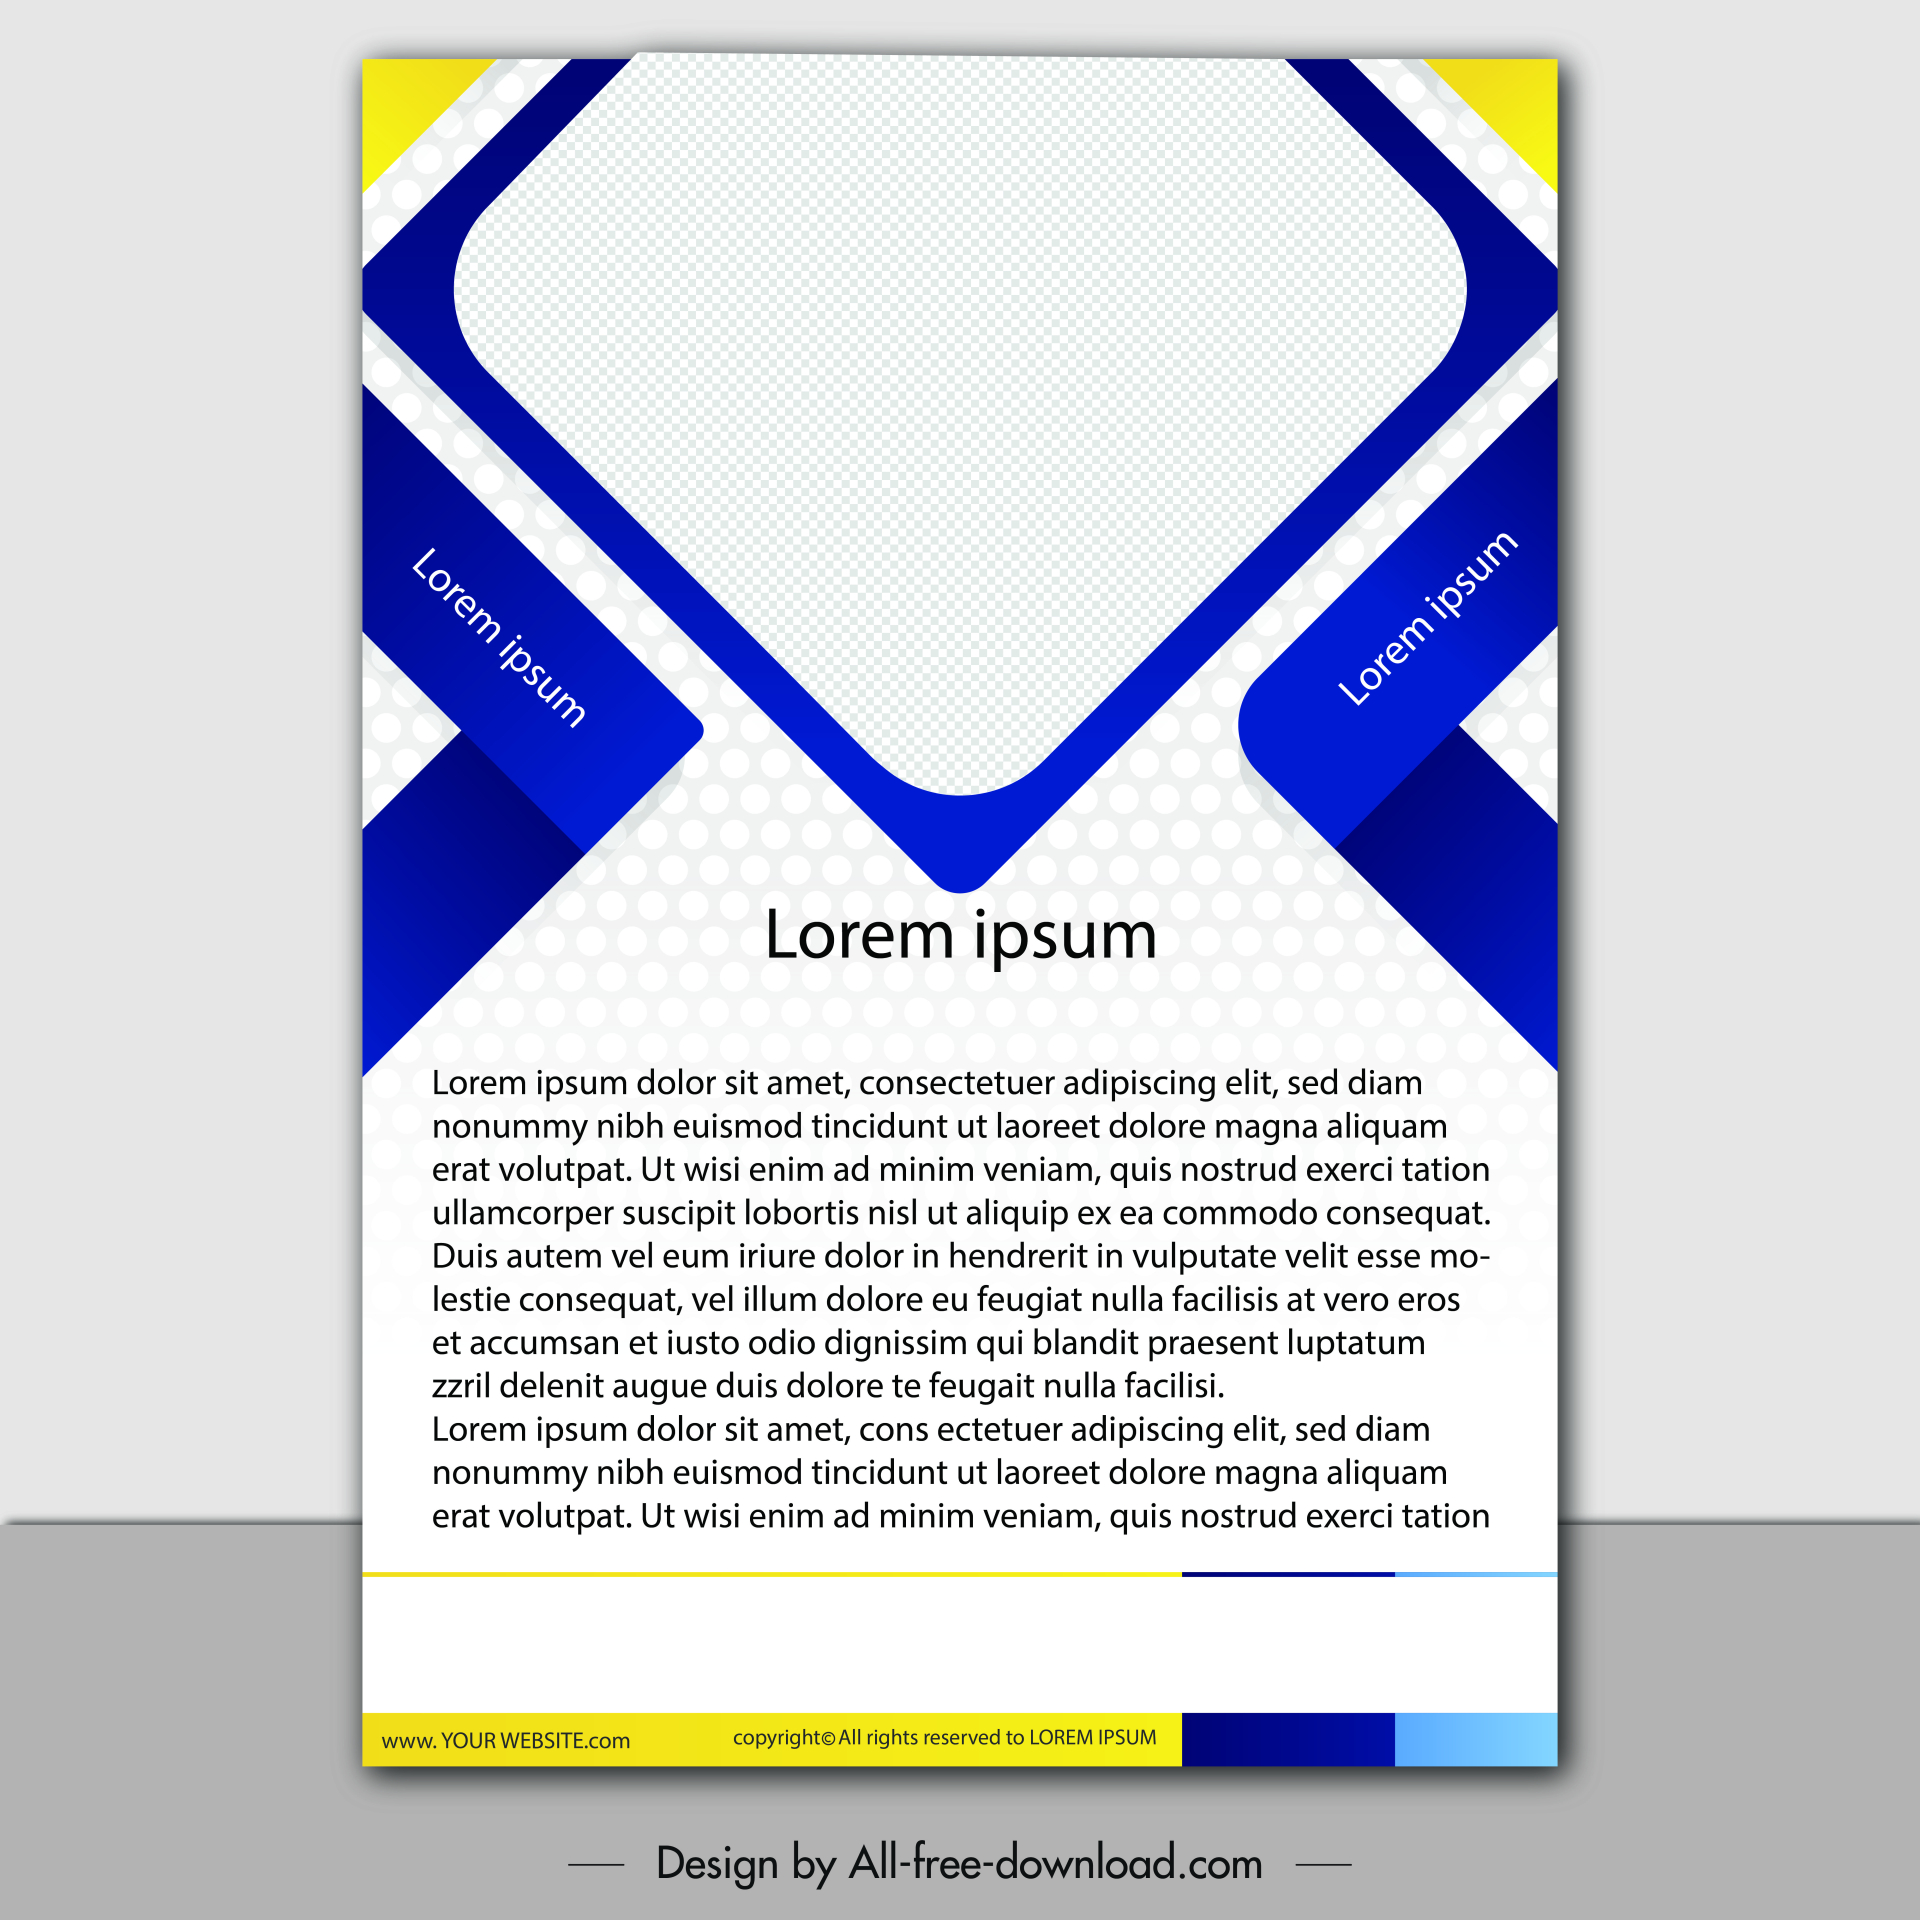 Lorem ipsum
Lorem ipsum
Lorem ipsum
Lorem ipsum dolor sit amet, consectetuer adipiscing elit, sed diam
nonummy nibh euismod tincidunt ut laoreet dolore magna aliquam
erat volutpat. Ut wisi enim ad minim veniam, quis nostrud exerci tation
ullamcorper suscipit lobortis nisl ut aliquip ex ea commodo consequat.
Duis autem vel eum iriure dolor in hendrerit in vulputate velit esse mo-
lestie consequat, vel illum dolore eu feugiat nulla facilisis at vero eros
et accumsan et iusto odio dignissim qui blandit praesent luptatum
zzril delenit augue duis dolore te feugait nulla facilisi.
Lorem ipsum dolor sit amet, cons ectetuer adipiscing elit, sed diam
nonummy nibh euismod tincidunt ut laoreet dolore magna aliquam
erat volutpat. Ut wisi enim ad minim veniam, quis nostrud exerci tation
www. YOUR WEBSITE.com
copyright© All rights reserved to LOREM IPSUM
Design by All-free-download.com